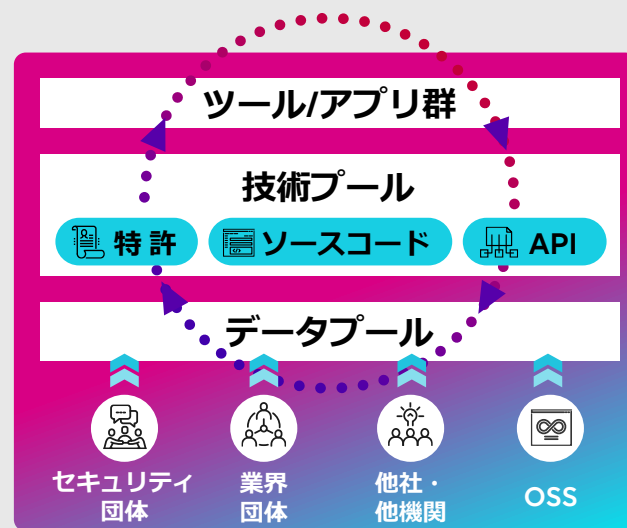 ツール/アプリ群
技術プール
特許 ソースコード API
データプール
セキュリティ 業界 他社・ OSS
団体 団体 他機関